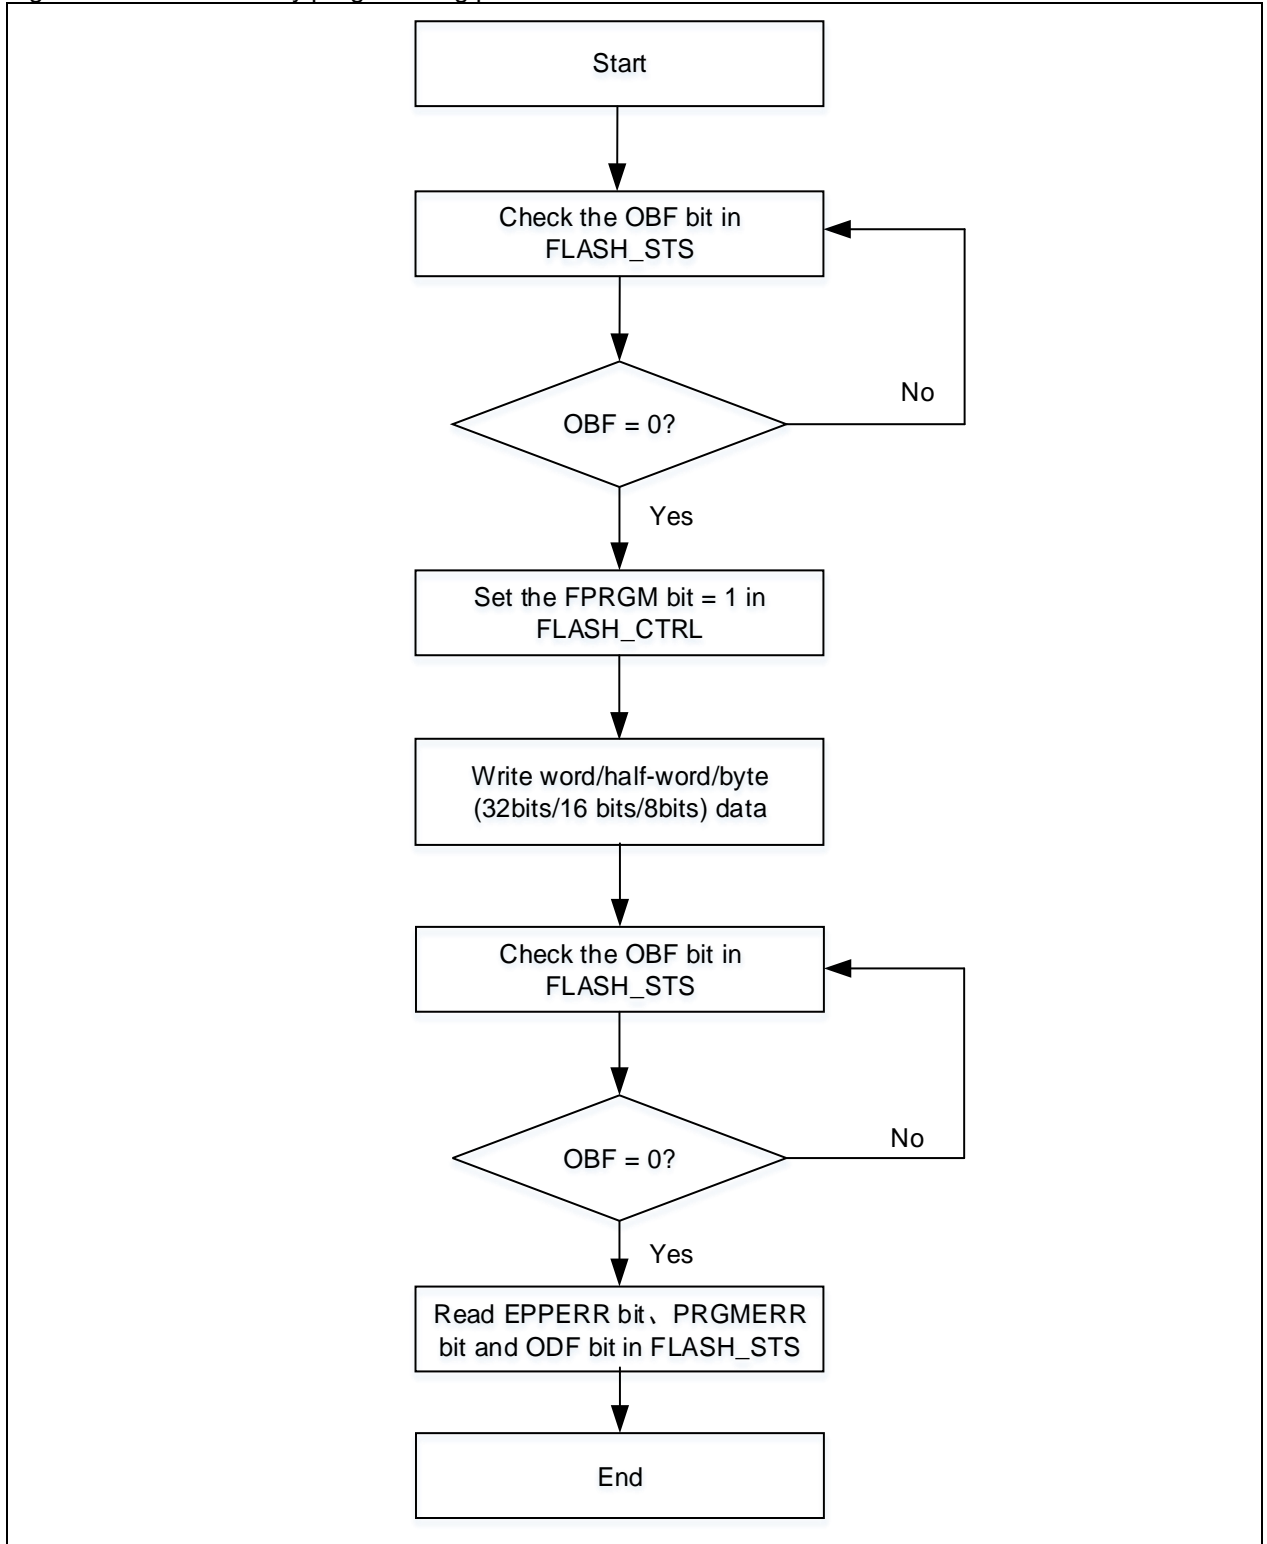 Start
Check the OBF bit in
FLASH_STS
OBF = 0?
No
Yes
Set the FPRGM bit = 1 in
FLASH_CTRL
Write word/half-word/byte
(32bits/16 bits/8bits) data
Check the OBF bit in
FLASH_STS
OBF = 0?
No
Yes
Read EPPERR bit、PRGMERR
bit and ODF bit in FLASH_STS
End